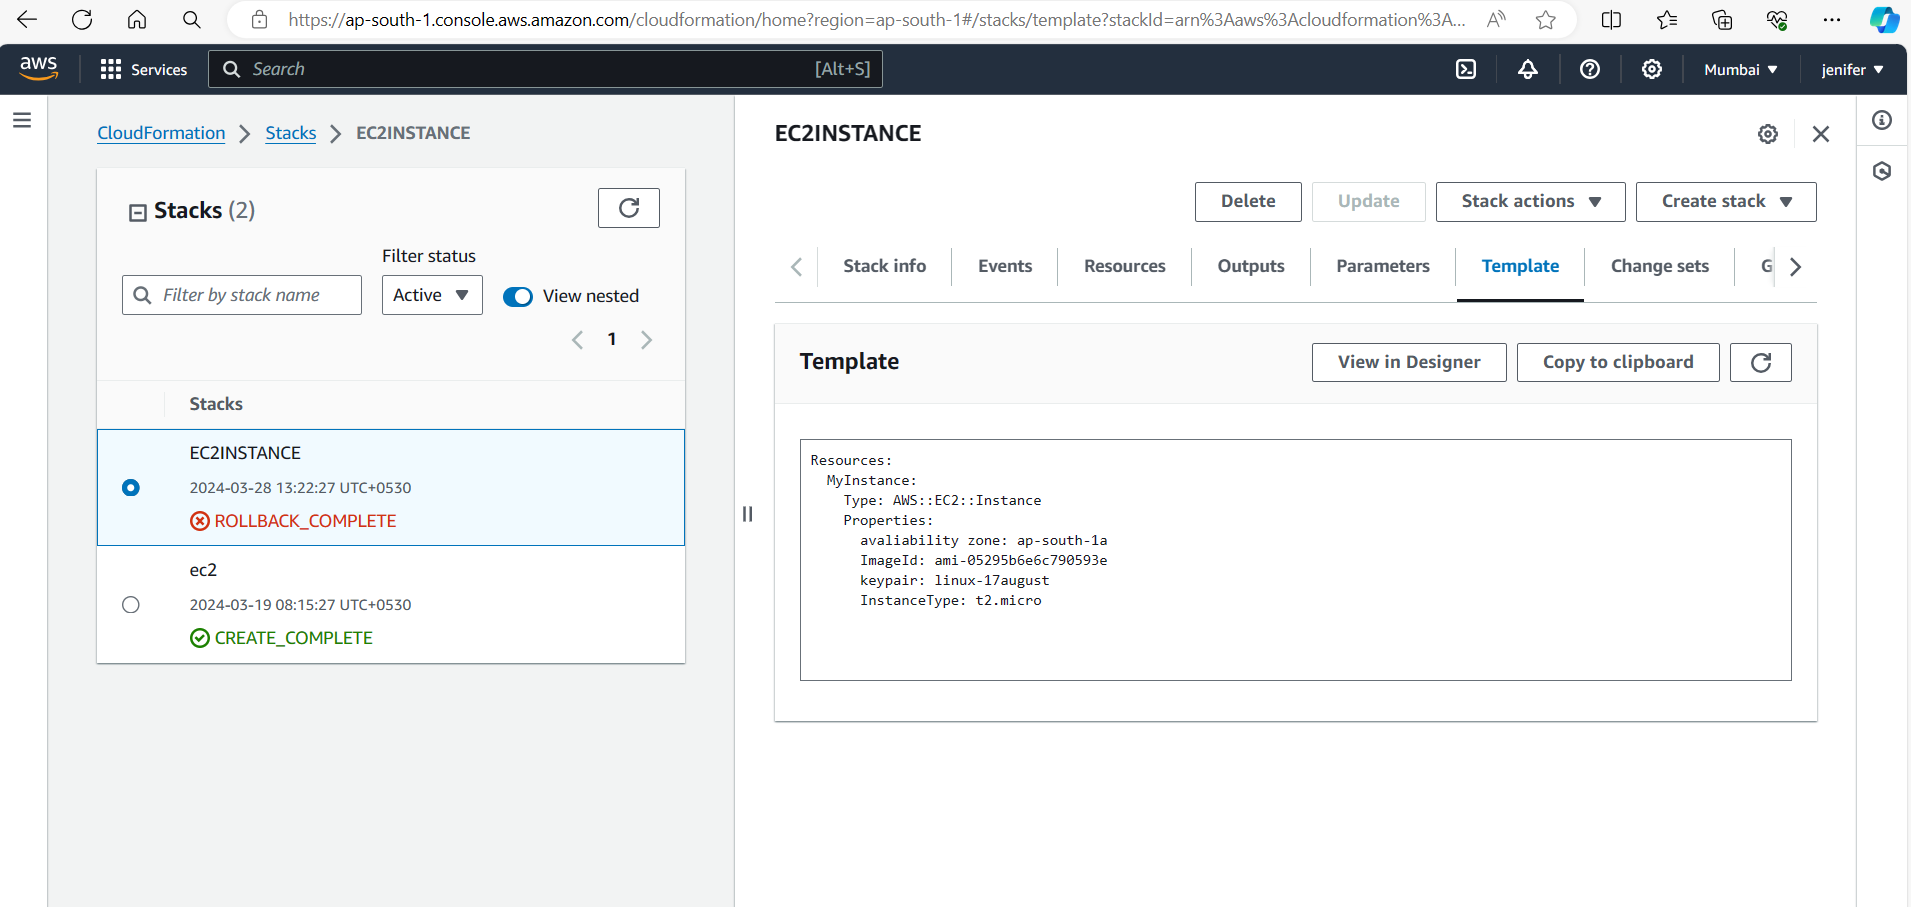 https://ap-south-1.console.aws.amazon.com/cloudformation/home?region=ap-south-1#/stacks/template?stackId=arn%3Aaws%3Acloudformation%3A...
aws
Services
Search
[Alt+S]
Mumbai
jenifer
CloudFormation
Stacks
EC2INSTANCE
Stacks (2)
Filter status
Filter by stack name
Active
View nested
1
Stacks
EC2INSTANCE
2024-03-28 13:22:27 UTC+0530
ROLLBACK_COMPLETE
ec2
2024-03-19 08:15:27 UTC+0530
CREATE_COMPLETE
EC2INSTANCE
Delete
Update
Stack actions
Create stack
Stack info
Events
Resources
Outputs
Parameters
Template
Change sets
G
Template
View in Designer
Copy to clipboard
Resources:
MyInstance:
Type: AWS::EC2::Instance
Properties:
avaliability zone: ap-south-1a
ImageId: ami-05295b6e6c790593e
keypair: linux-17august
InstanceType: t2.micro